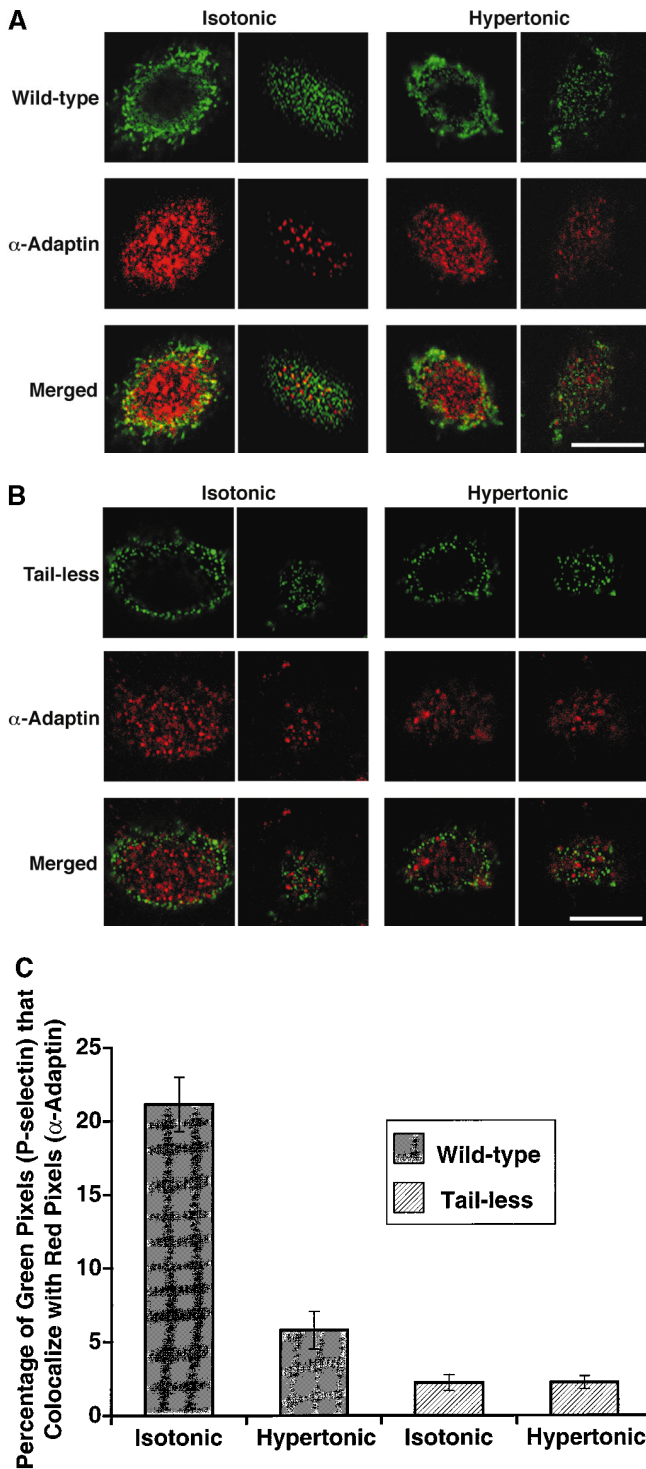 A
Isotonic Hypertonic
Wild-type
α-Adaptin
Merged
B
Isotonic Hypertonic
Tail-less
α-Adaptin
Merged
C
Percentage of Green Pixels (P-selectin) that
Colocalize with Red Pixels (α-Adaptin)
25
20
15
10
5
0
Wild-type
Tail-less
Isotonic Hypertonic Isotonic Hypertonic